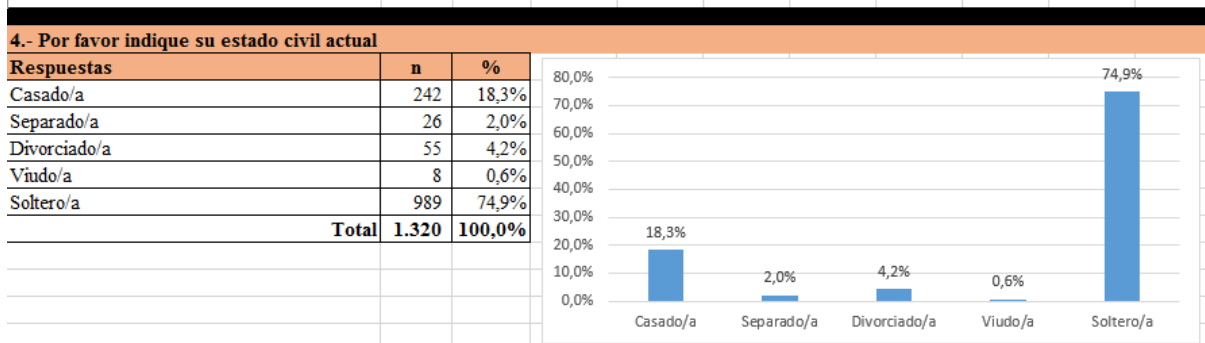 4.- Por favor indique su estado civil actual
Respuestas n %
Casado/a 242 18,3%
Separado/a 26 2,0%
Divorciado/a 55 4,2%
Viudo/a 8 0,6%
Soltero/a 989 74,9%
Total 1.320 100,0%
80,0%
70,0%
60,0%
50,0%
40,0%
30,0%
20,0%
10,0%
0,0%
18,3% 2,0% 4,2% 0,6% 74,9%
Casado/a Separado/a Divorciado/a Viudo/a Soltero/a